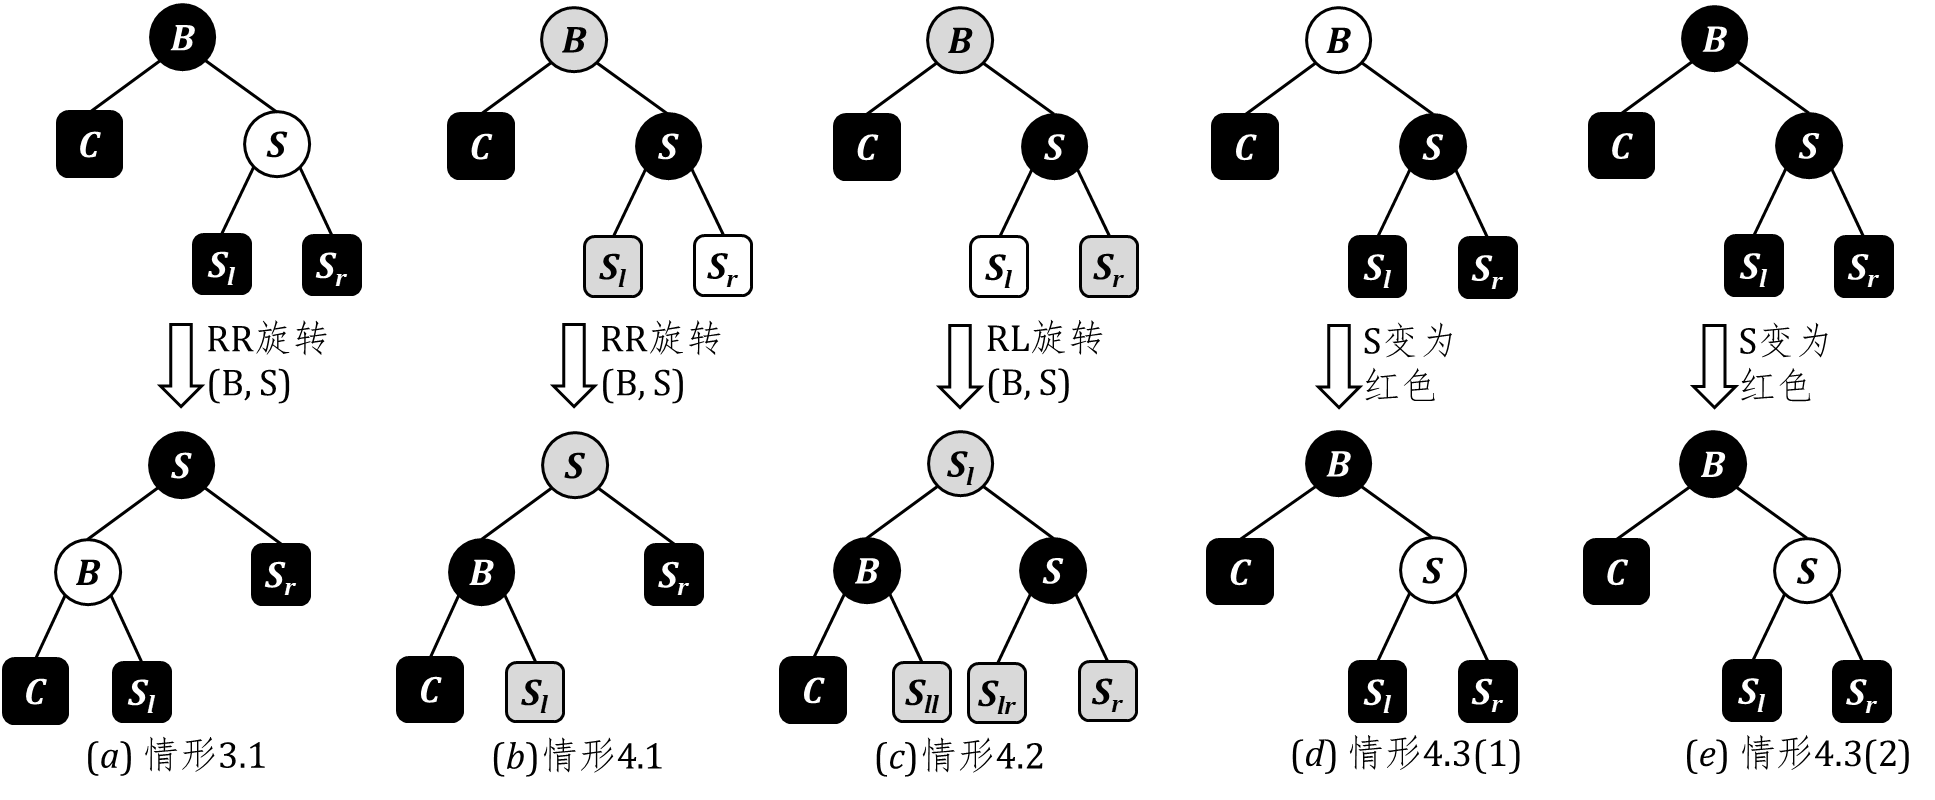 B B B B B
C S C S C S C S C S
Sl Sr Sl Sr Sl Sr Sl Sr Sl Sr
RR旋转 RR旋转 RL旋转 S变为 S变为
(B, S) (B, S) (B, S) 红色 红色
S S Sl B B
B Sr B Sr B S C S C S
C Sl C Sl C Sll Slr Sr Sl Sr Sl Sr
(a) 情形3.1 (b)情形4.1 (c)情形4.2 (d) 情形4.3(1) (e) 情形4.3(2)